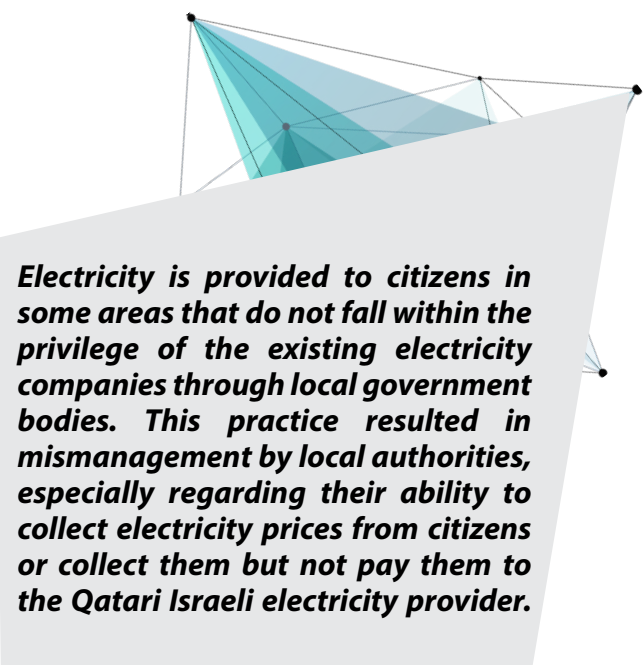 Electricity is provided to citizens in
some areas that do not fall within the
privilege of the existing electricity
companies through local government
bodies. This practice resulted in
mismanagement by local authorities,
especially regarding their ability to
collect electricity prices from citizens
or collect them but not pay them to
the Qatari Israeli electricity provider.